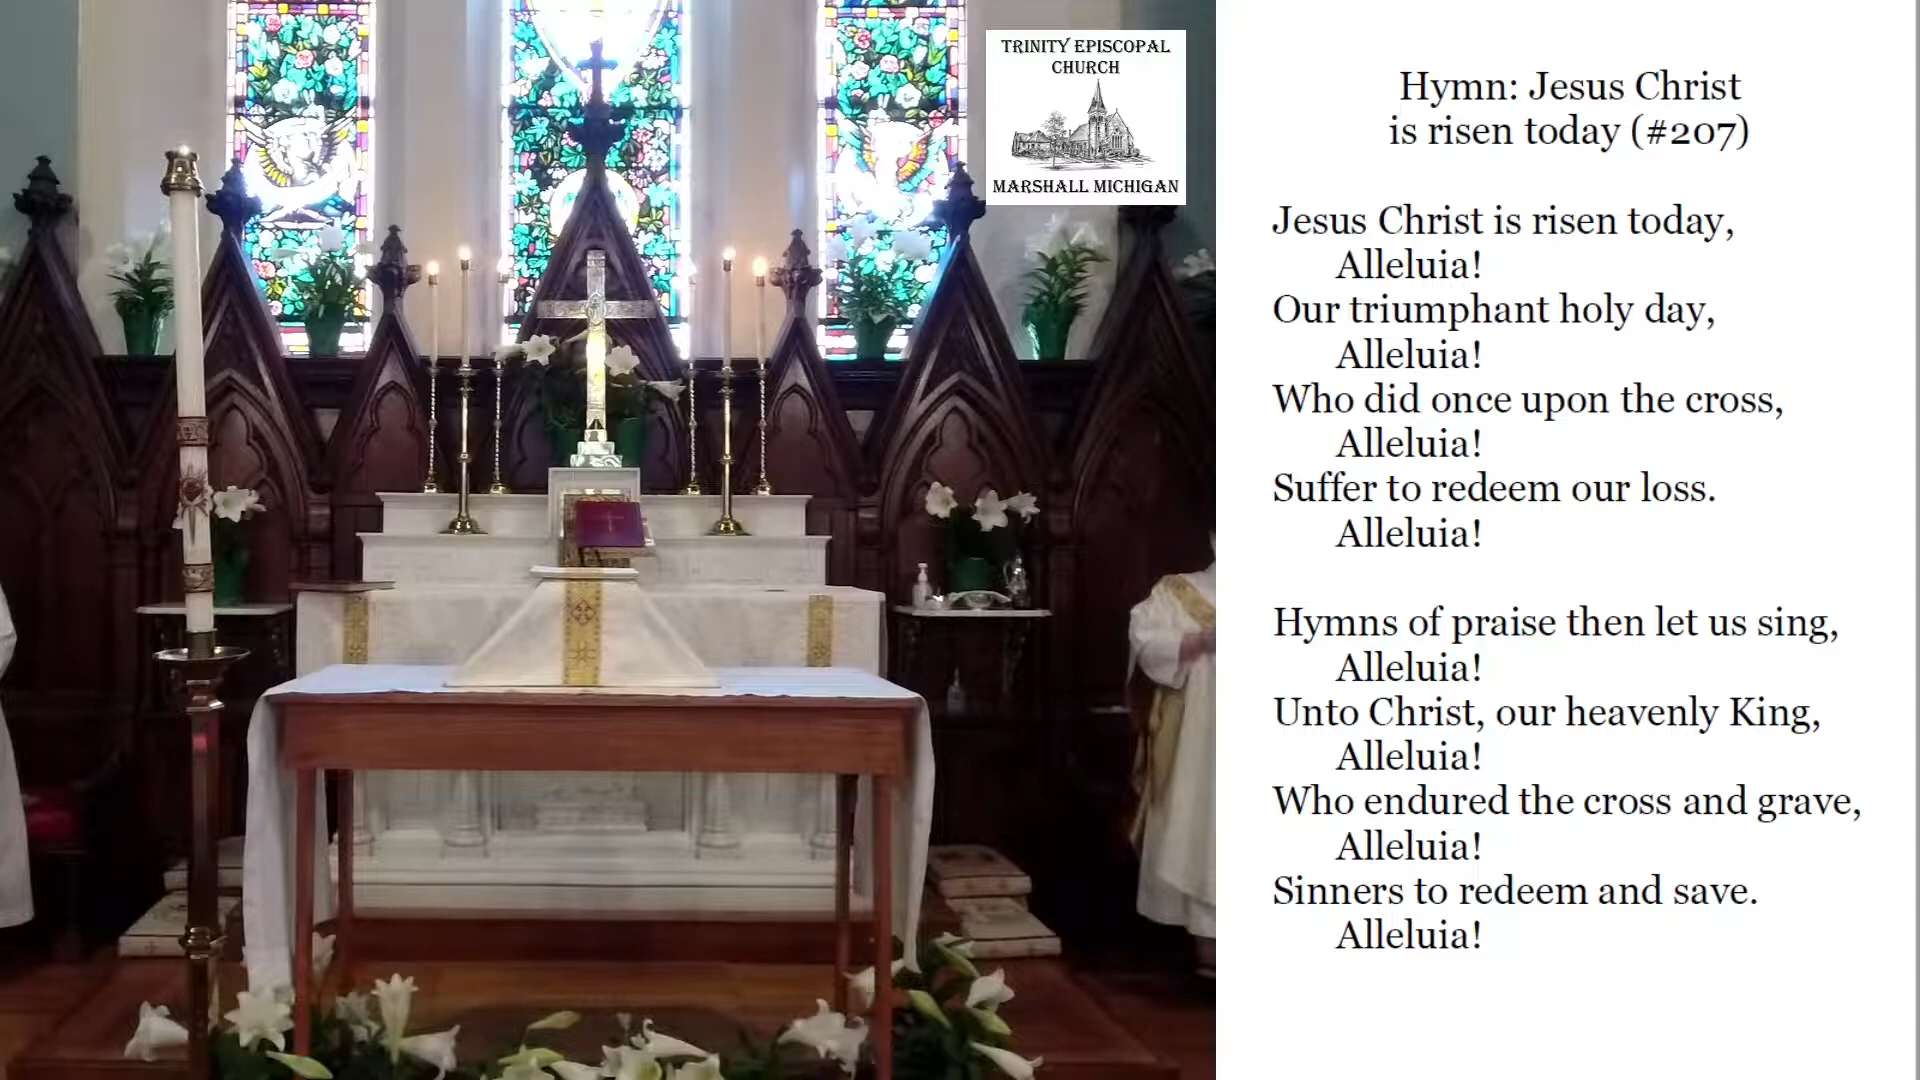 TRINITY EPISCOPAL
CHURCH
MARSHALL MICHIGAN
Hymn: Jesus Christ
is risen today (#207)
Jesus Christ is risen today,
Alleluia!
Our triumphant holy day,
Alleluia!
Who did once upon the cross,
Alleluia!
Suffer to redeem our loss.
Alleluia!
Hymns of praise then let us sing,
Alleluia!
Unto Christ, our heavenly King,
Alleluia!
Who endured the cross and grave,
Alleluia!
Sinners to redeem and save.
Alleluia!